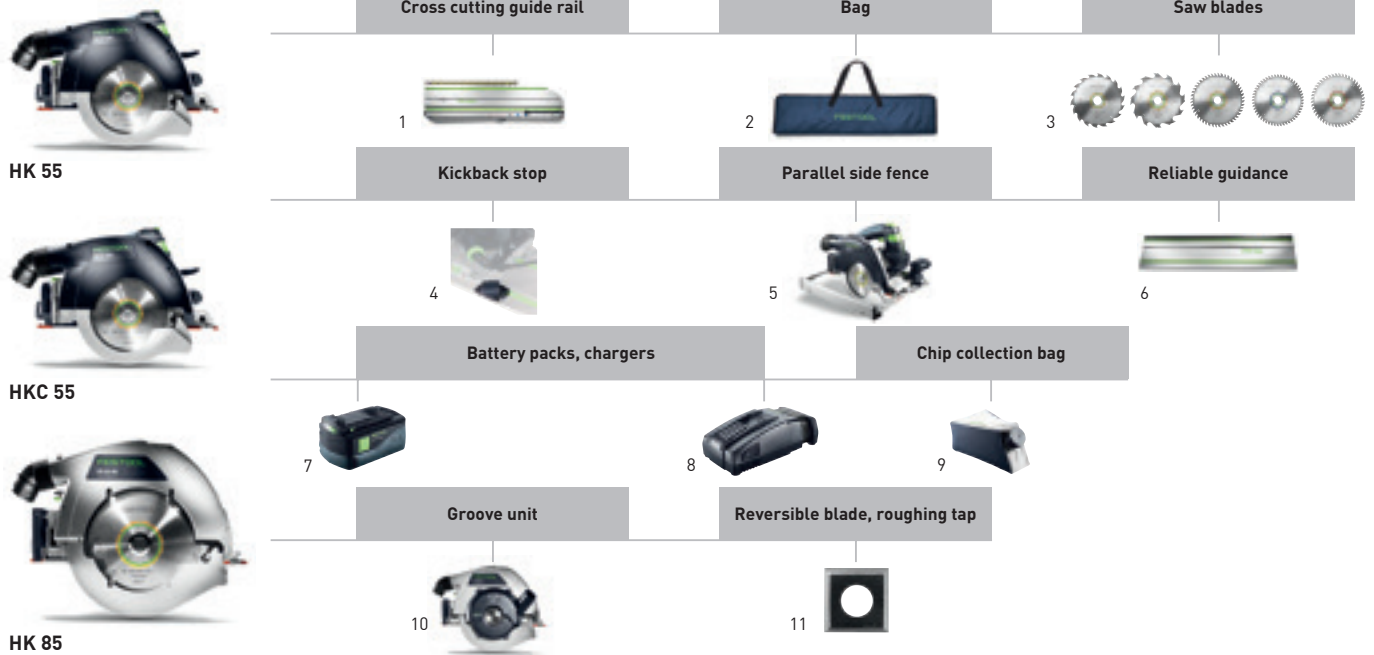 Cross cutting guide rail
Bag
Saw blades
1
2
FESTOOL
3
HK 55
Kickback stop
Parallel side fence
Reliable guidance
4
5
6
Battery packs, chargers
Chip collection bag
HKC 55
7
8
9
FESTOOL
Groove unit
Reversible blade, roughing tap
10
11
HK 85